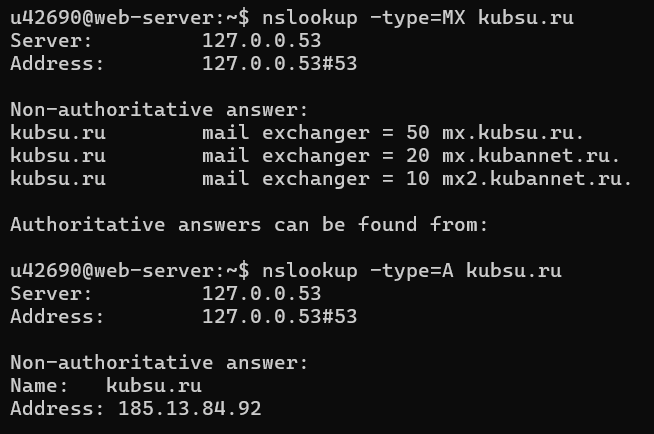 u42690@web-server:~$ nslookup -type=MX kubsu.ru
Server:         127.0.0.53
Address:        127.0.0.53#53

Non-authoritative answer:
kubsu.ru        mail exchanger = 50 mx.kubsu.ru.
kubsu.ru        mail exchanger = 20 mx.kubannet.ru.
kubsu.ru        mail exchanger = 10 mx2.kubannet.ru.

Authoritative answers can be found from:

u42690@web-server:~$ nslookup -type=A kubsu.ru
Server:         127.0.0.53
Address:        127.0.0.53#53

Non-authoritative answer:
Name:   kubsu.ru
Address: 185.13.84.92